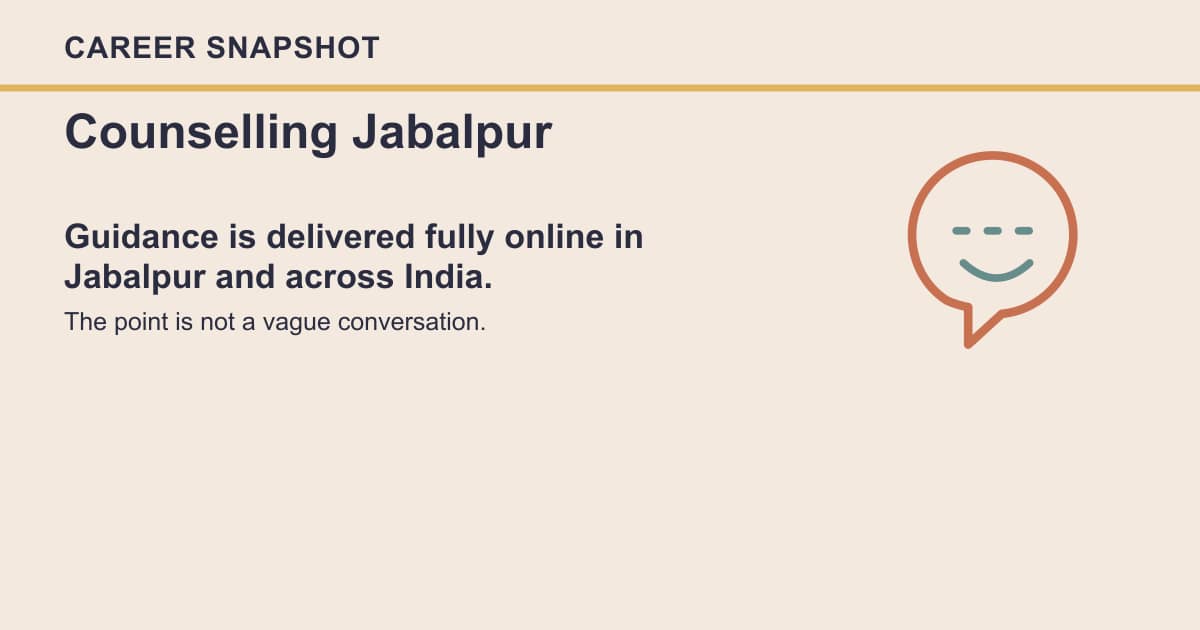 CAREER SNAPSHOT
Counselling Jabalpur
Guidance is delivered fully online in
Jabalpur and across India.
The point is not a vague conversation.